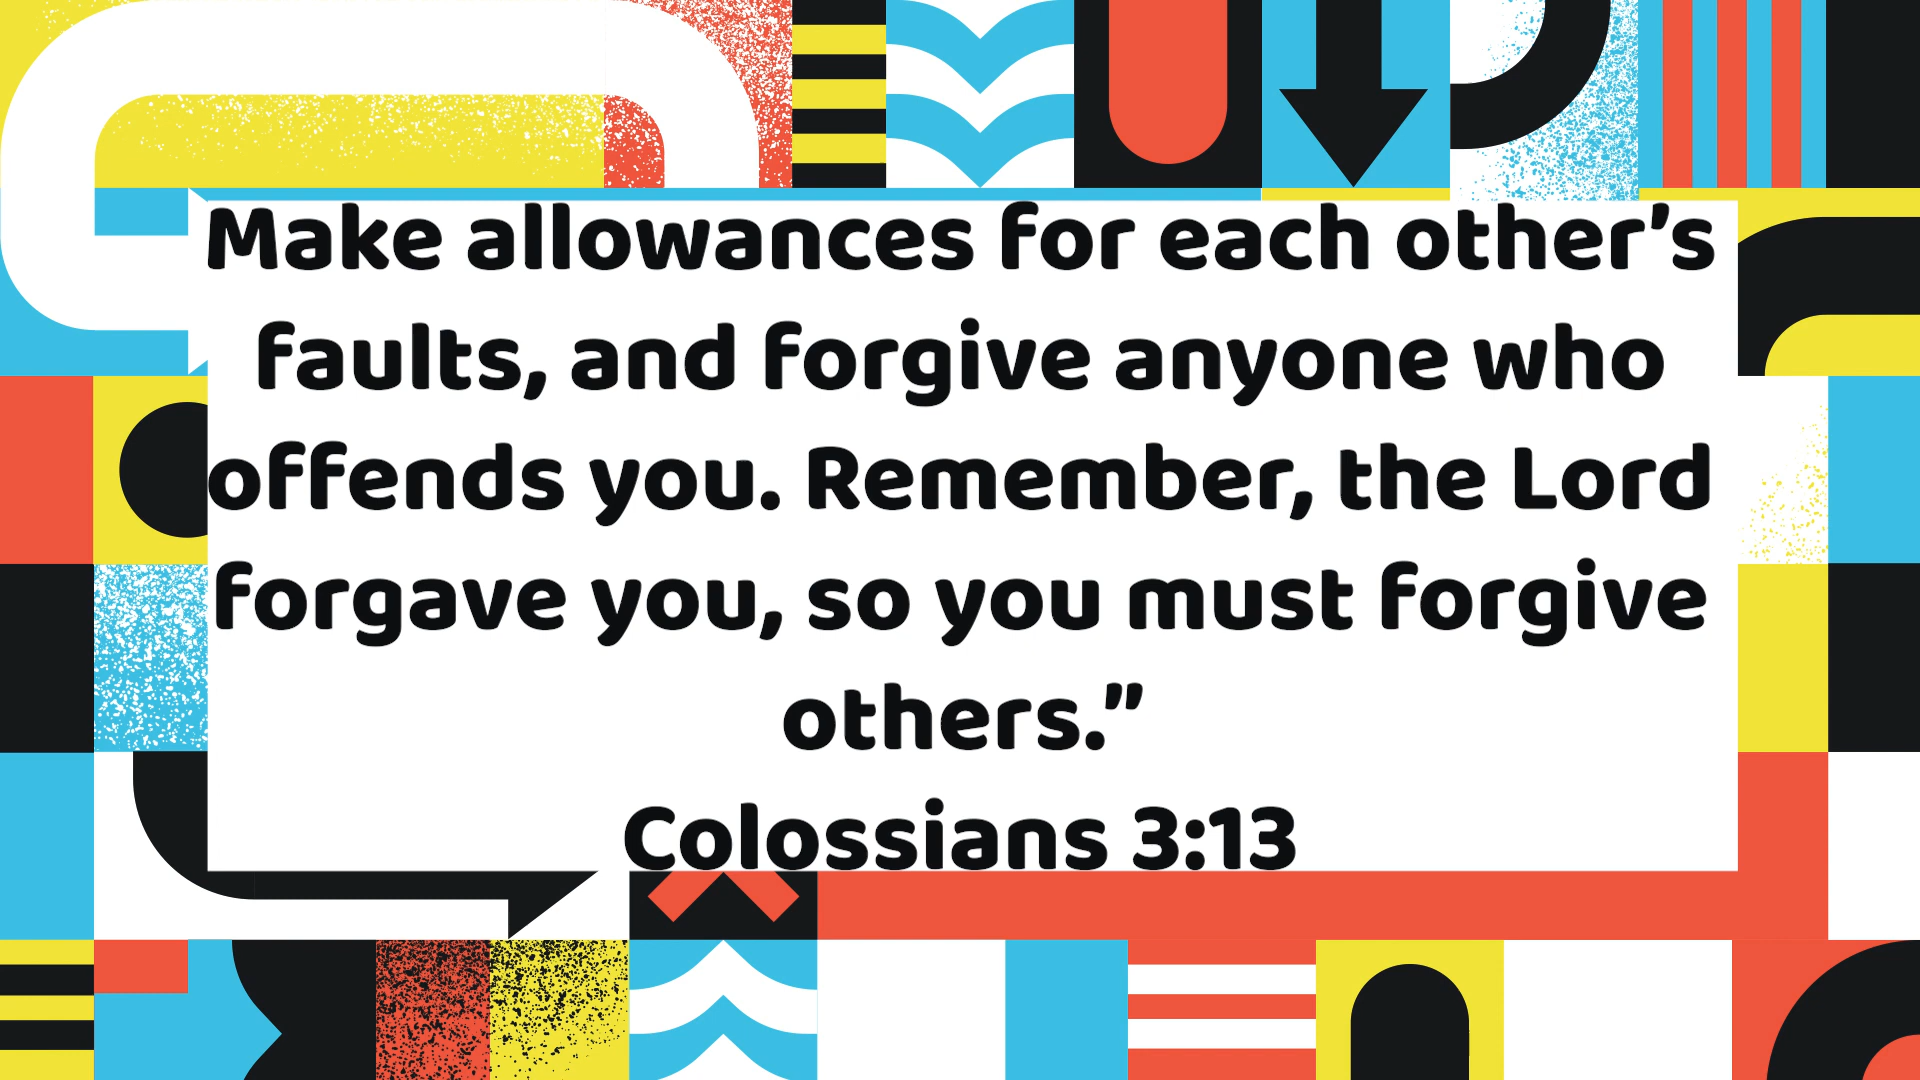 Make allowances for each other’s
faults, and forgive anyone who
offends you. Remember, the Lord
forgave you, so you must forgive
others.”
Colossians 3:13